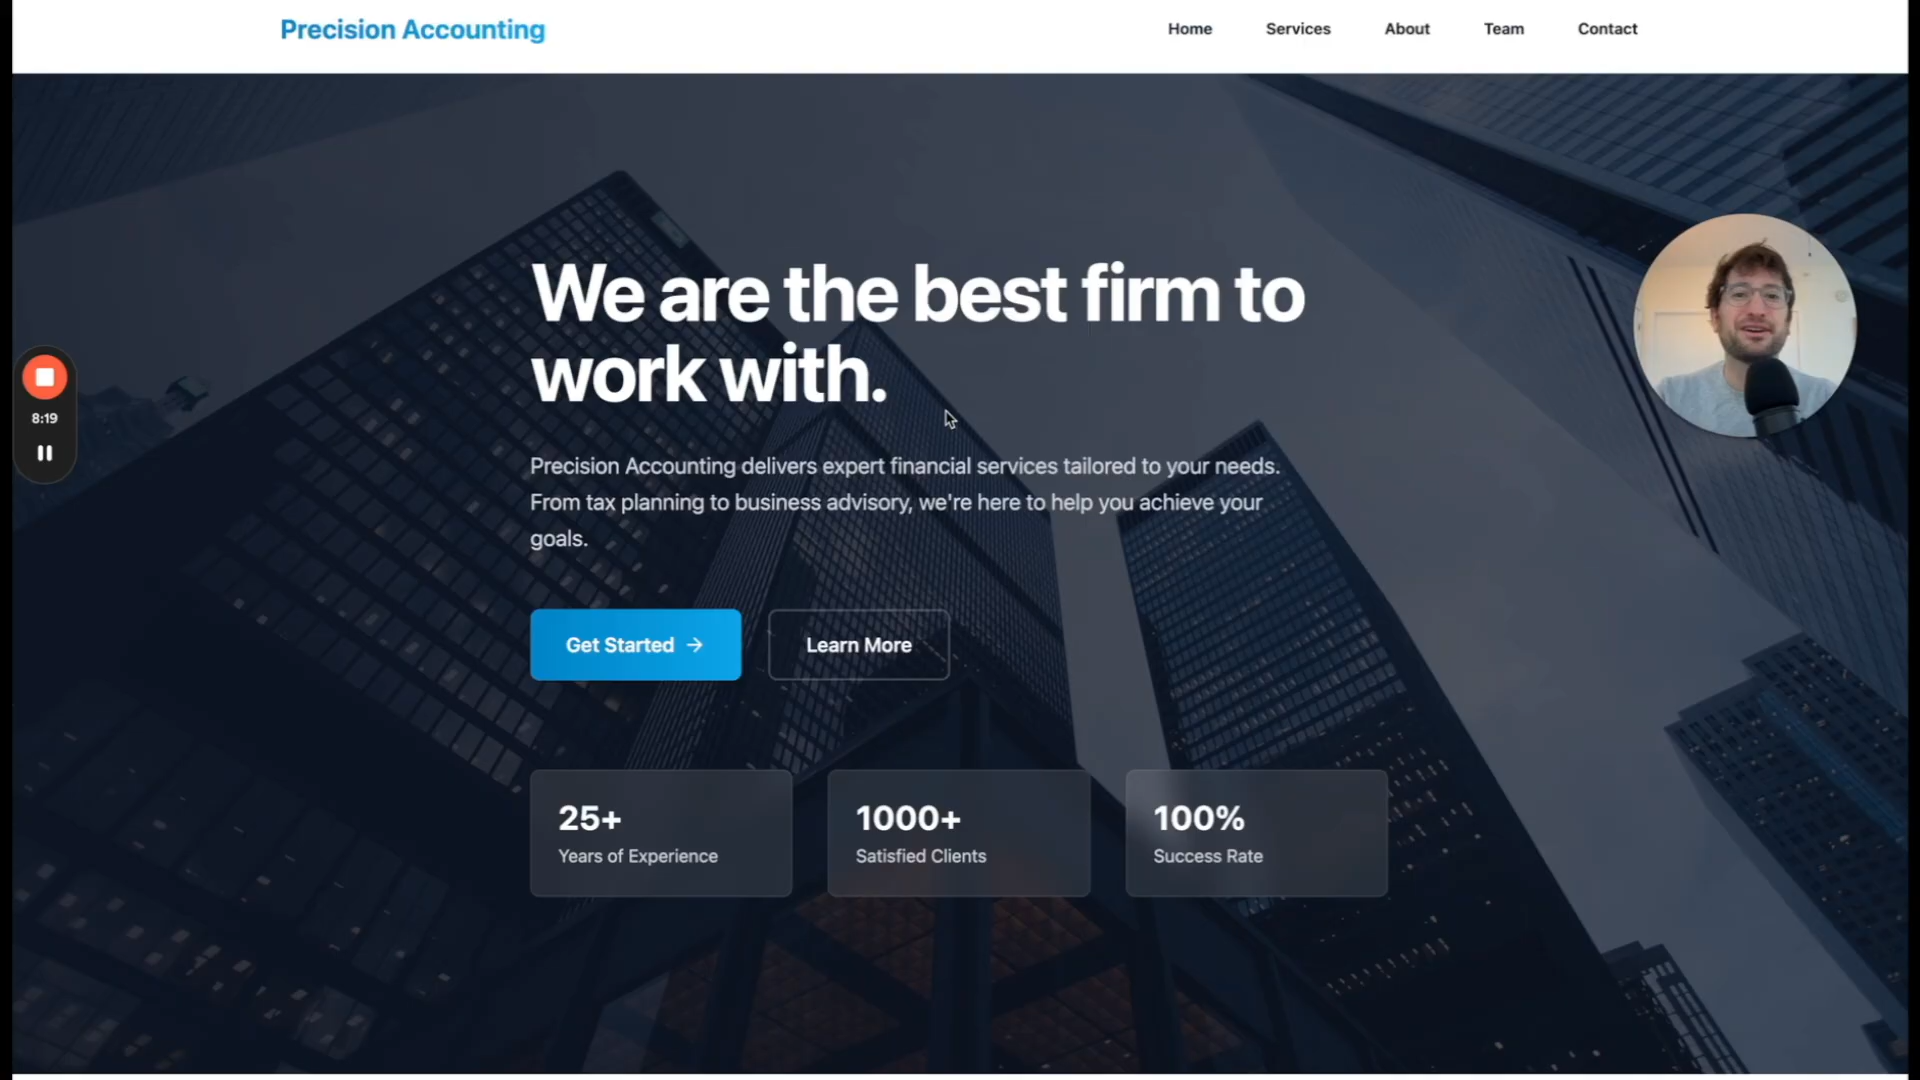 Precision Accounting
Home
Services
About
Team
Contact
We are the best firm to
work with.
8:19
Precision Accounting delivers expert financial services tailored to your needs.
From tax planning to business advisory, we're here to help you achieve your
goals.
Get Started →
Learn More
25+
Years of Experience
1000+
Satisfied Clients
100%
Success Rate